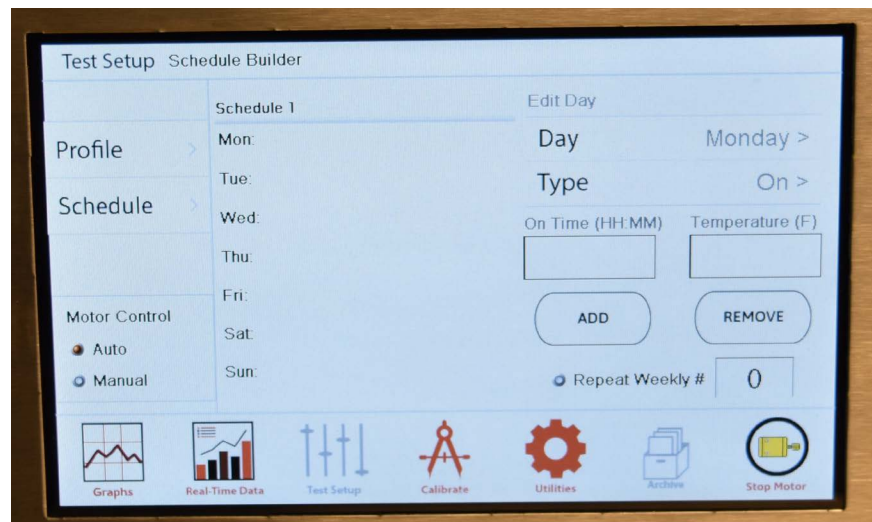 Test Setup Schedule Builder
Profile >
Schedule >
Motor Control
Auto
Manual
Schedule 1
Mon:
Tue:
Wed:
Thu:
Fri:
Sat:
Sun:
Edit Day
Day Monday >
Type On >
On Time (HH:MM) Temperature (F)
ADD REMOVE
Repeat Weekly # 0
Graphs Real-Time Data Test Setup Calibrate Utilities Archive Stop Motor